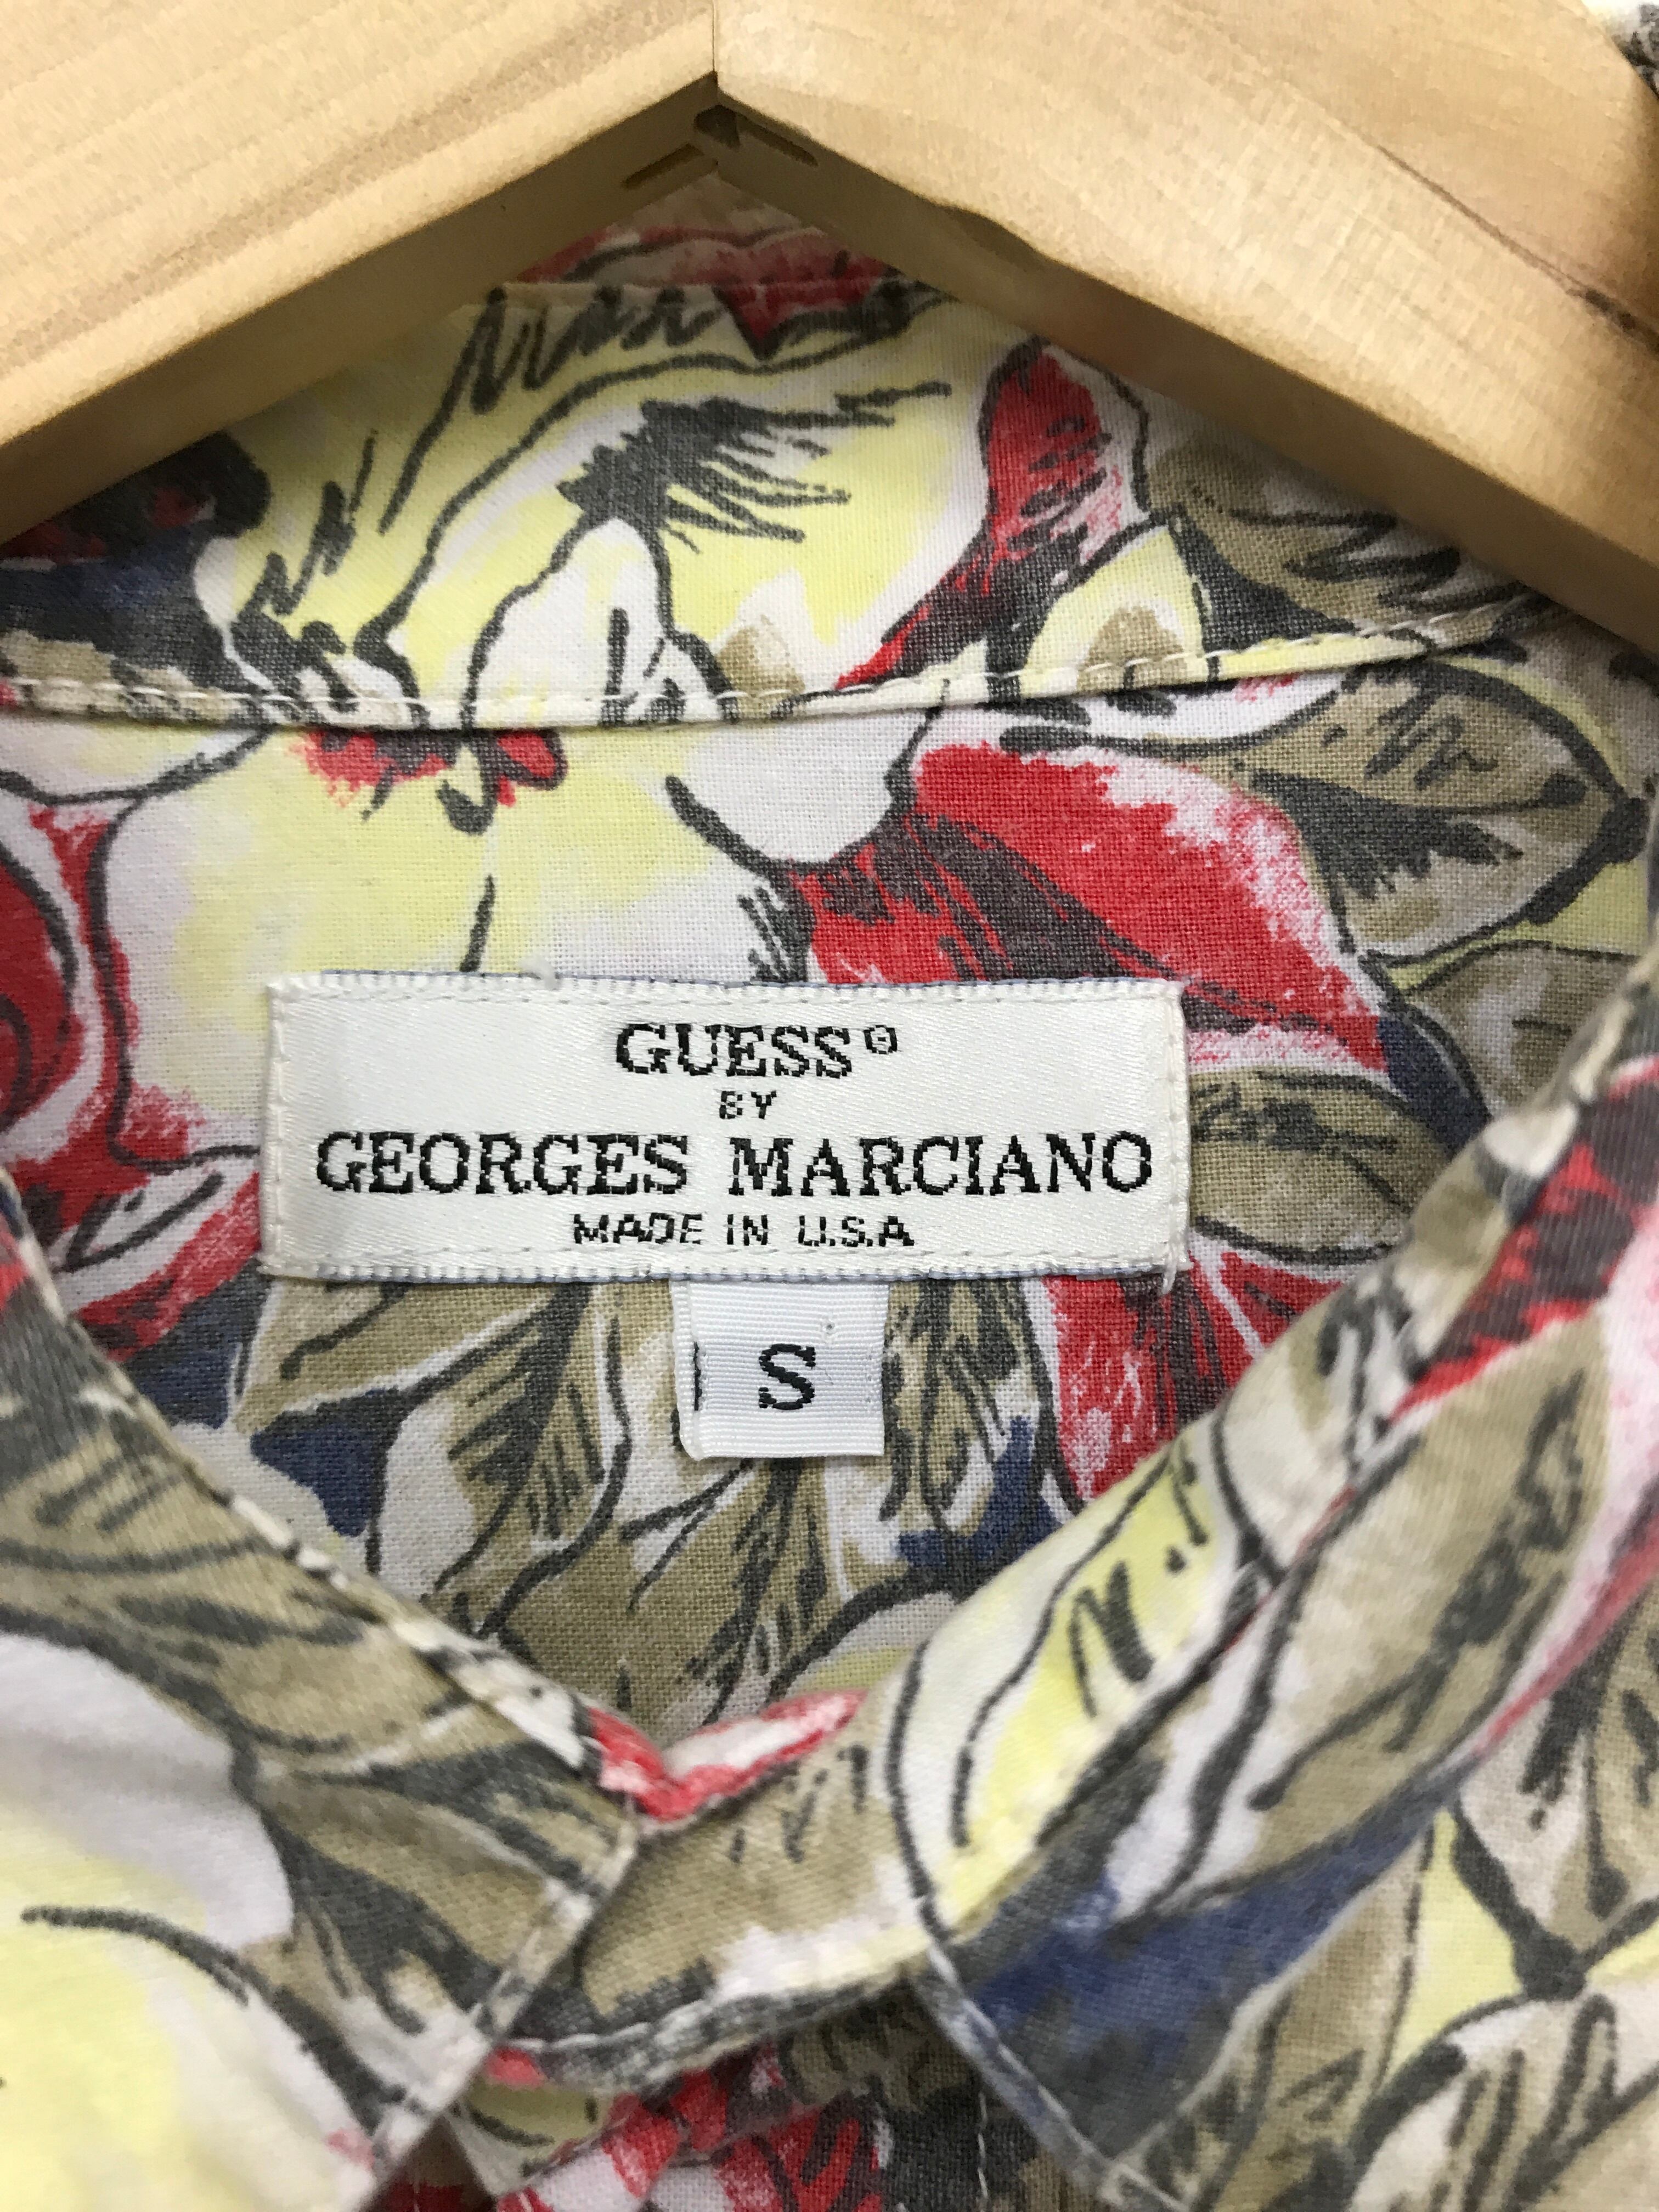 GUESS®
BY
GEORGES MARCIANO
MADE IN U.S.A
S